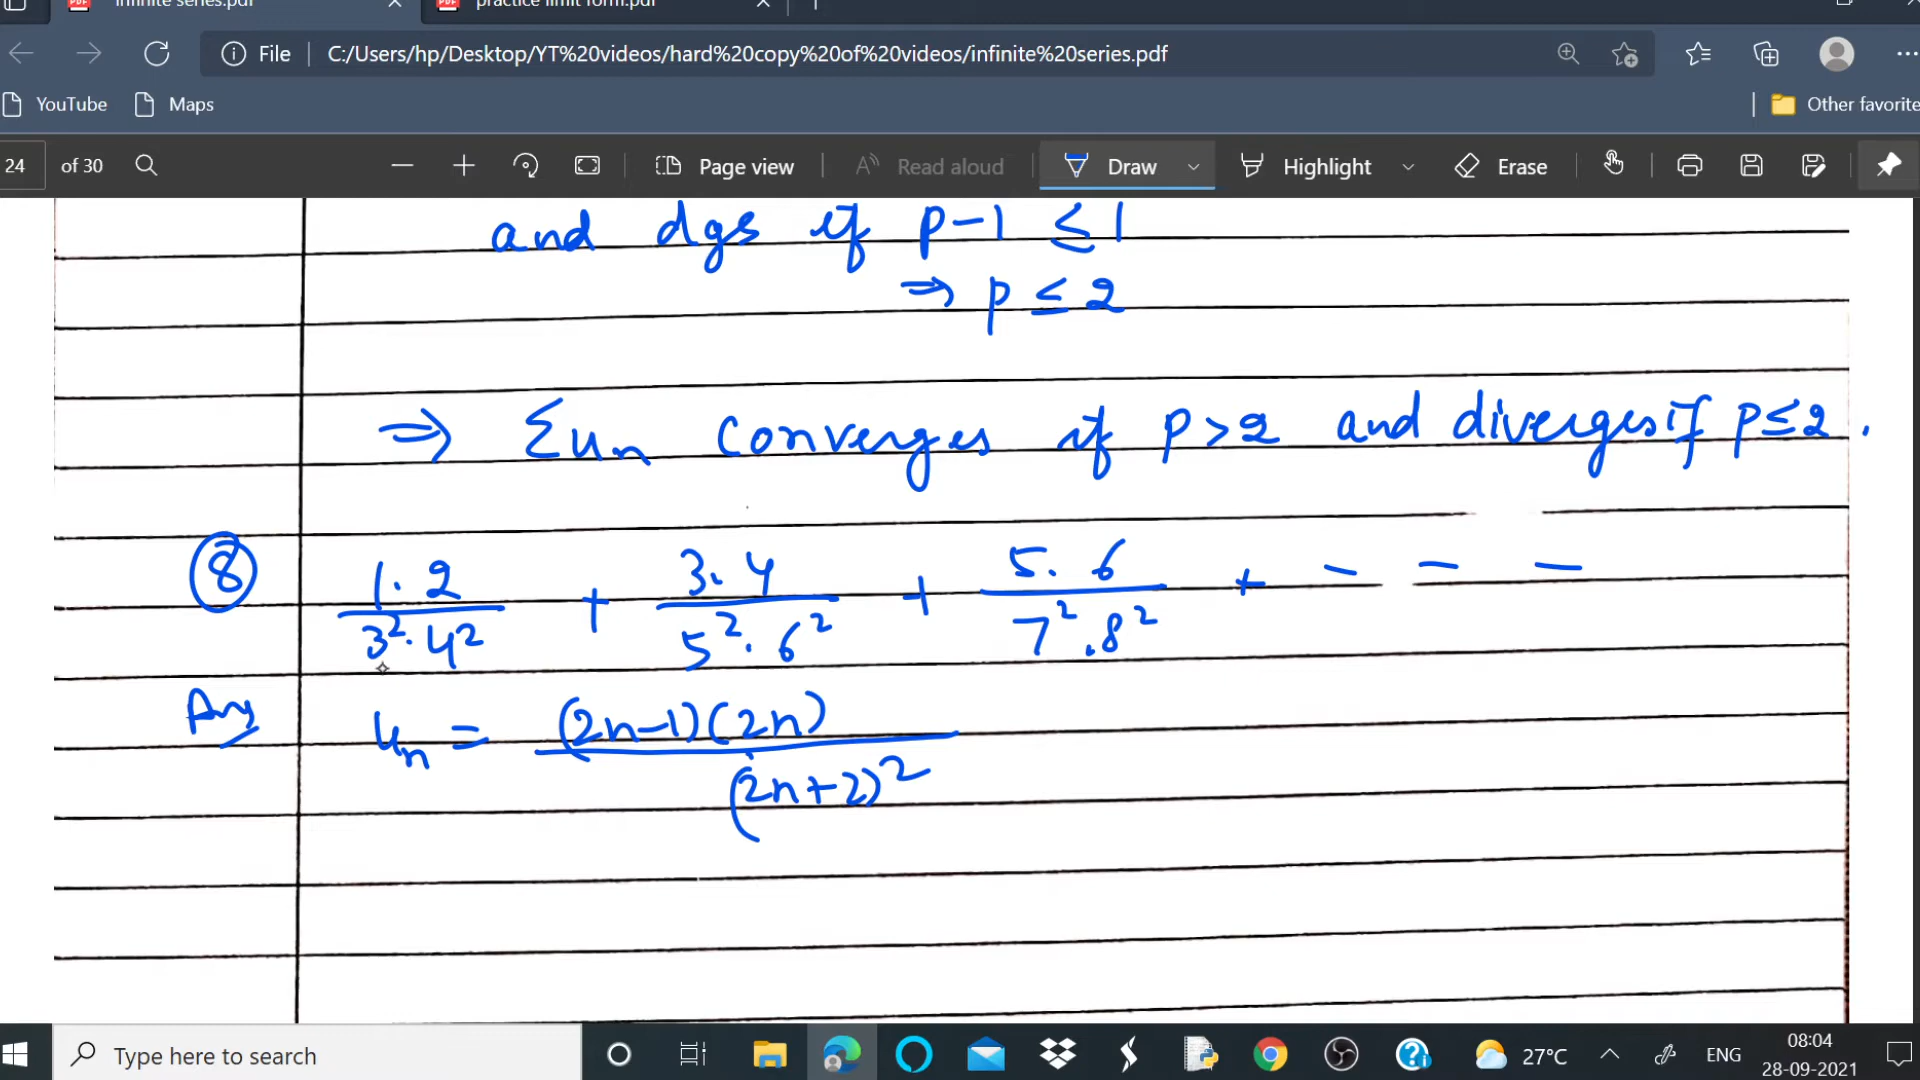 infinite series.pdf practice limit form.pdf
File C:/Users/hp/Desktop/YT%20videos/hard%20copy%20of%20videos/infinite%20series.pdf
YouTube Maps Other favorite
24 of 30 Page view Read aloud Draw Highlight Erase
and dgs if p-1 ≤ 1
⇒ p ≤ 2
⇒ Σun converges if p>2 and diverges if p≤2.
⑧ 1.2/3².4² + 3.4/5².6² + 5.6/7².8² + - - -
Ans un = (2n-1)(2n)/(2n+2)²
Type here to search 27°C ENG 08:04
28-09-2021